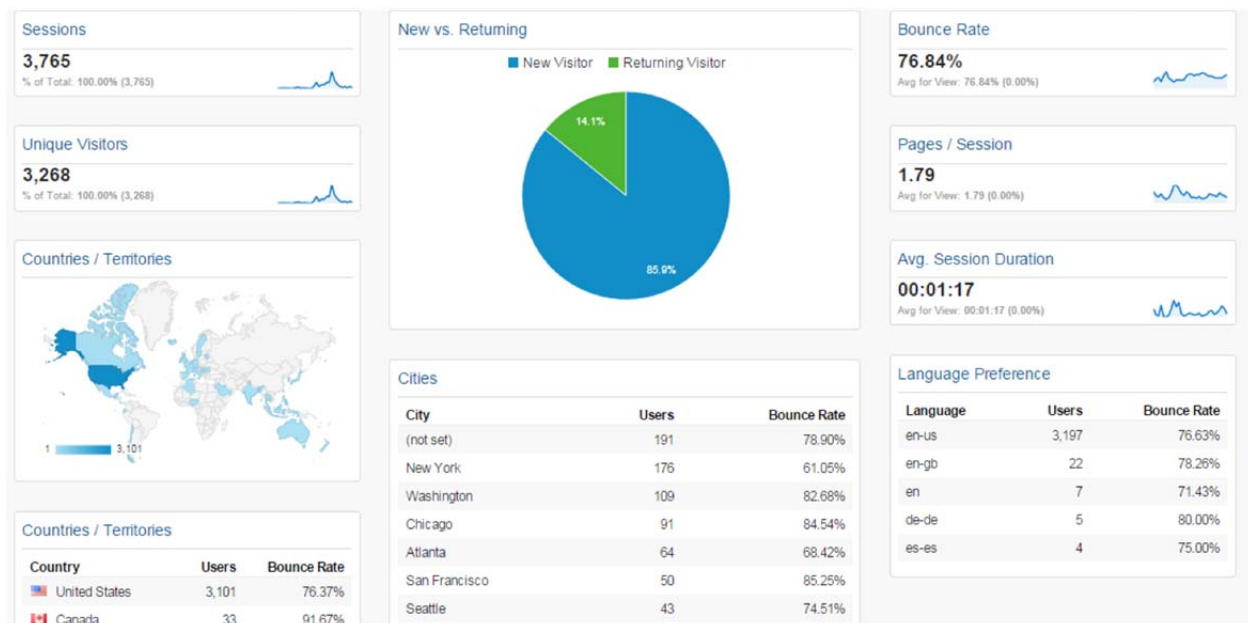 Sessions
3,765
% of Total: 100.00% (3,765)
Unique Visitors
3,268
% of Total: 100.00% (3,268)
Countries / Territories
1 3,101
Countries / Territories
Country Users Bounce Rate
United States 3,101 76.37%
Canada 33 91.67%
New vs. Returning
New Visitor Returning Visitor
14.1%
85.9%
Cities
City Users Bounce Rate
(not set) 191 78.90%
New York 176 61.05%
Washington 109 82.68%
Chicago 91 84.54%
Atlanta 64 68.42%
San Francisco 50 85.25%
Seattle 43 74.51%
Bounce Rate
76.84%
Avg for View: 76.84% (0.00%)
Pages / Session
1.79
Avg for View: 1.79 (0.00%)
Avg. Session Duration
00:01:17
Avg for View: 00:01:17 (0.00%)
Language Preference
Language Users Bounce Rate
en-us 3,197 76.63%
en-gb 22 78.26%
en 7 71.43%
de-de 5 80.00%
es-es 4 75.00%